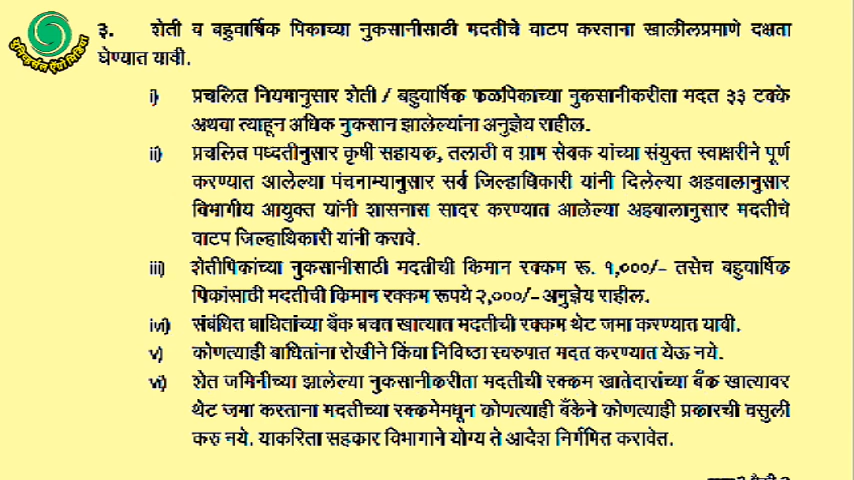 ३. शेती व बहुवार्षिक पिकाच्या नुकसानीसाठी मदतीचे वाटप करताना खालीलप्रमाणे दक्षता
घेण्यात यावी.
i) प्रचलित नियमानुसार शेती / बहुवार्षिक फळपिकाच्या नुकसानीकरीता मदत ३३ टक्के
अथवा त्याहून अधिक नुकसान झालेल्यांना अनुज्ञेय राहील.
ii) प्रचलित पध्दतीनुसार कृषी सहायक, तलाठी व ग्राम सेवक यांच्या संयुक्त स्वाक्षरीने पूर्ण
करण्यात आलेल्या पंचनाम्यानुसार सर्व जिल्हाधिकारी यांनी दिलेल्या अहवालानुसार
विभागीय आयुक्त यांनी शासनास सादर करण्यात आलेल्या अहवालानुसार मदतीचे
वाटप जिल्हाधिकारी यांनी करावे.
iii) शेतीपिकांच्या नुकसानीसाठी मदतीची किमान रक्कम रू. १,०००/- तसेच बहुवार्षिक
पिकांसाठी मदतीची किमान रक्कम रूपये २,०००/- अनुज्ञेय राहील.
iv) संबंधित बाधितांच्या बँक बचत खात्यात मदतीची रक्कम थेट जमा करण्यात यावी.
v) कोणत्याही बाधितांना रोखीने किंवा निविष्ठा स्वरुपात मदत करण्यात येऊ नये.
vi) शेत जमिनीच्या झालेल्या नुकसानीकरीता मदतीची रक्कम खातेदारांच्या बँक खात्यावर
थेट जमा करताना मदतीच्या रक्कमेमधून कोणत्याही बँकेने कोणत्याही प्रकारची वसुली
करु नये. याकरिता सहकार विभागाने योग्य ते आदेश निर्गमित करावेत.